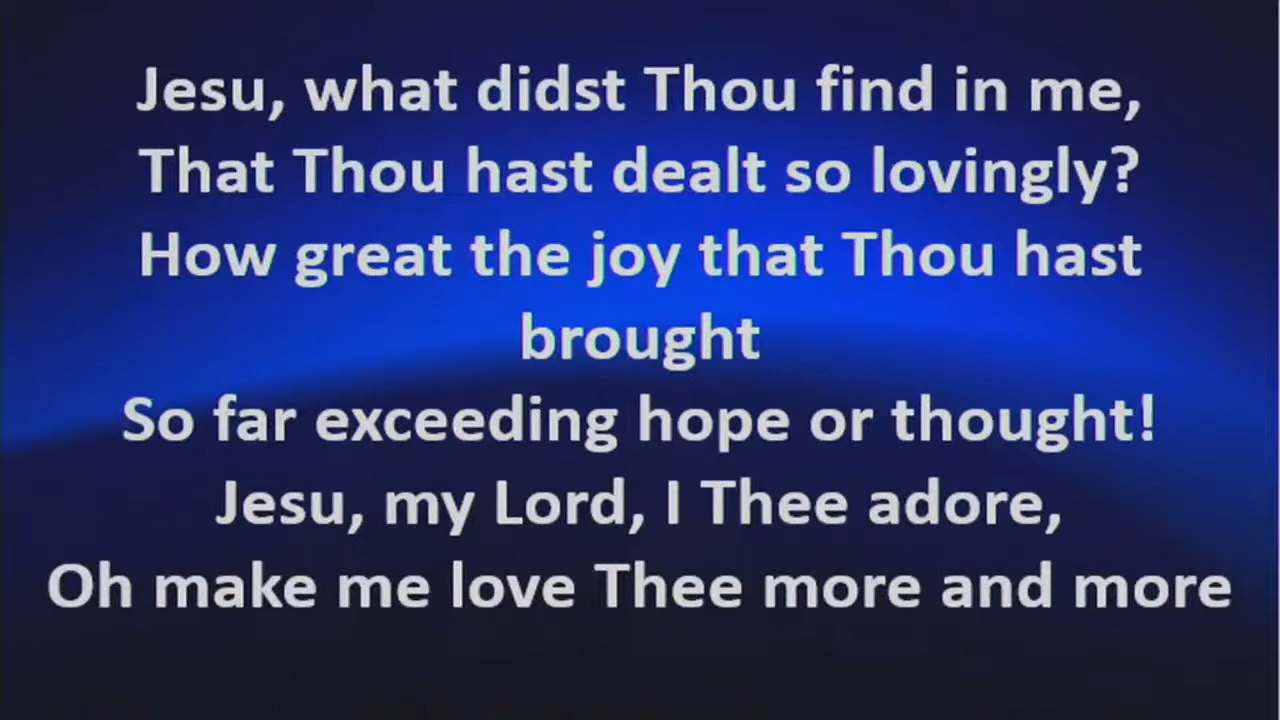 Jesu, what didst Thou find in me,
That Thou hast dealt so lovingly?
How great the joy that Thou hast
brought
So far exceeding hope or thought!
Jesu, my Lord, I Thee adore,
Oh make me love Thee more and more